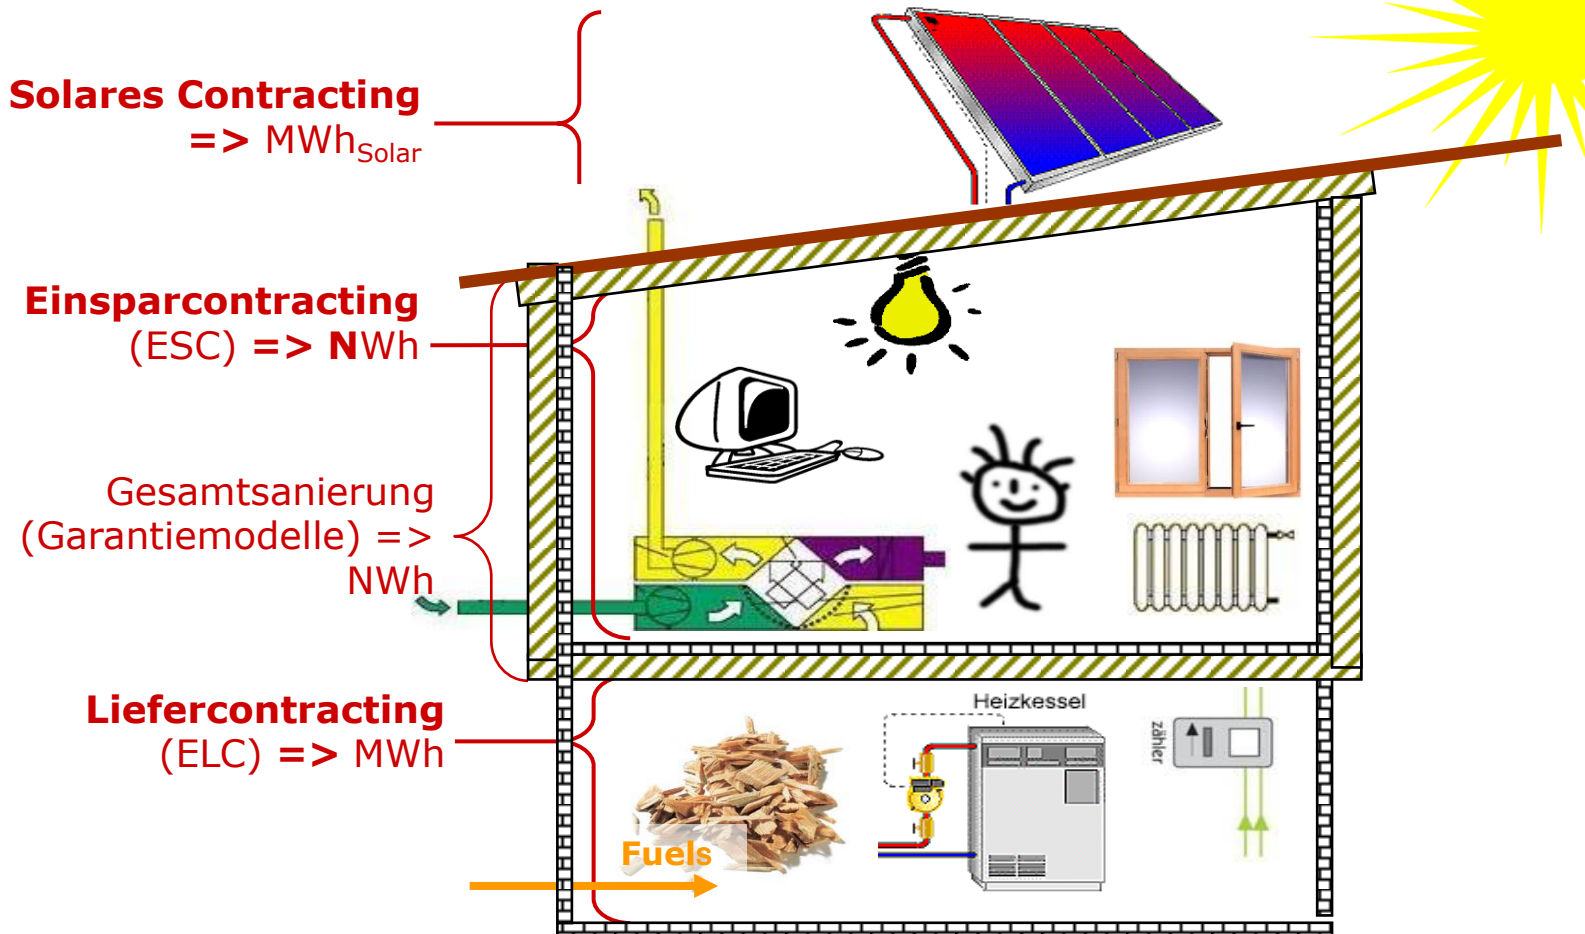 Solares Contracting
=> MWhSolar
Einsparcontracting
(ESC) => NWh
Gesamtsanierung
(Garantiemodelle) =>
NWh
Liefercontracting
(ELC) => MWh
Heizkessel
zähler
Fuels